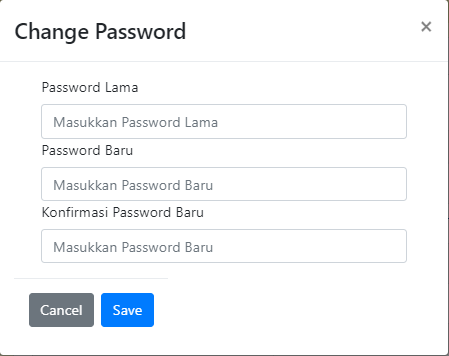 Change Password ×
Password Lama
Masukkan Password Lama
Password Baru
Masukkan Password Baru
Konfirmasi Password Baru
Masukkan Password Baru
Cancel Save